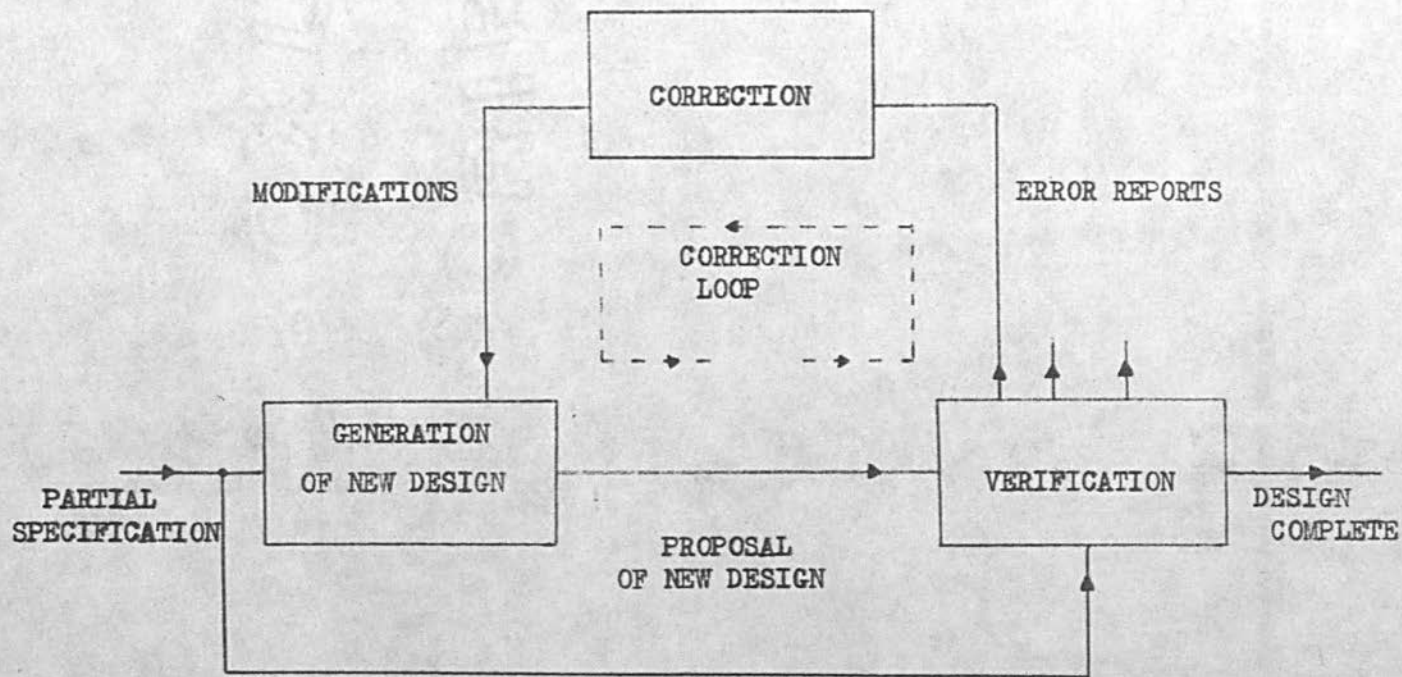 CORRECTION
MODIFICATIONS
ERROR REPORTS
CORRECTION
LOOP
GENERATION
OF NEW DESIGN
VERIFICATION
PARTIAL
SPECIFICATION
DESIGN
COMPLETE
PROPOSAL
OF NEW DESIGN